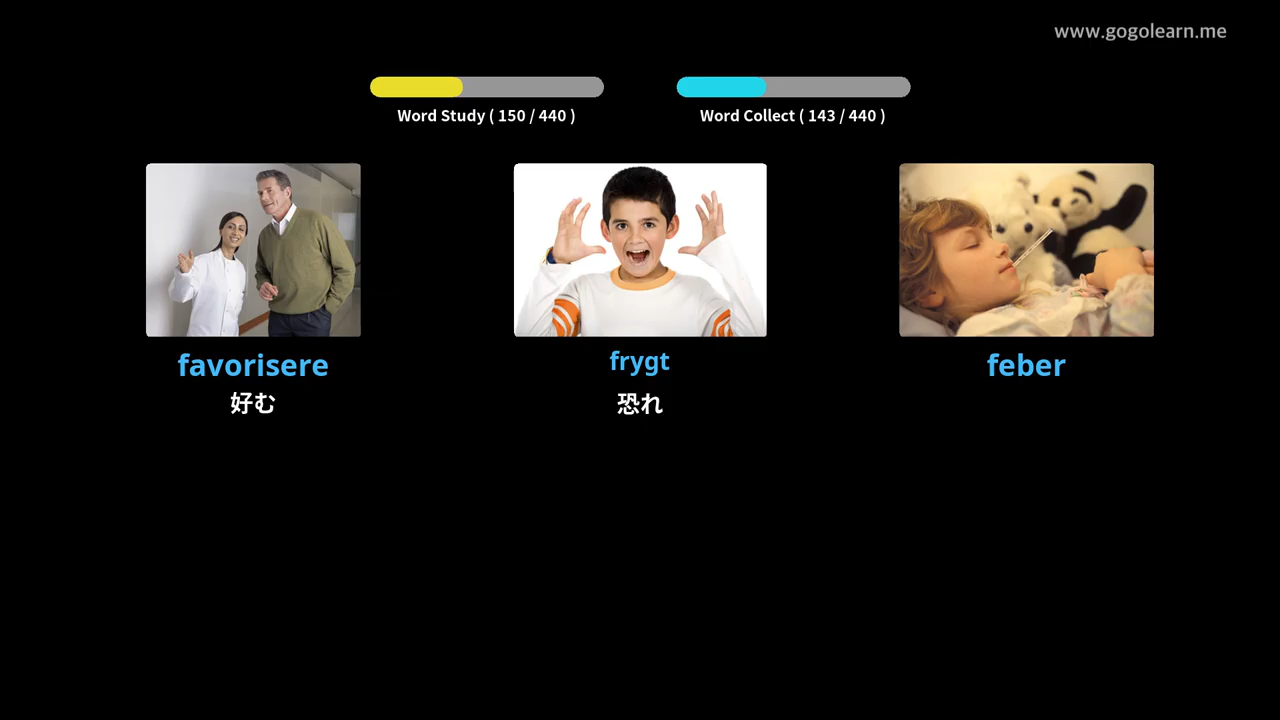 www.gogolearn.me
Word Study ( 150 / 440 )
Word Collect ( 143 / 440 )
favorisere
frygt
feber
好む
恐れ